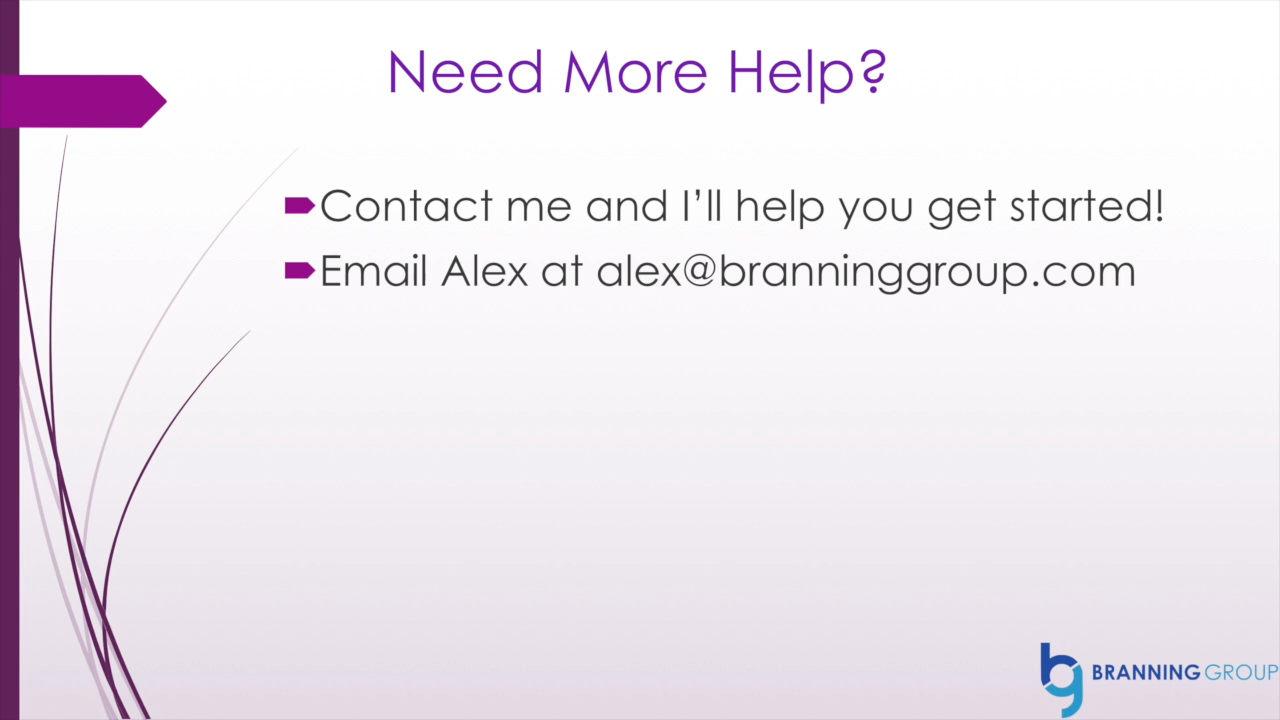 Need More Help?
Contact me and I’ll help you get started!
Email Alex at alex@branninggroup.com
bg BRANNING GROUP